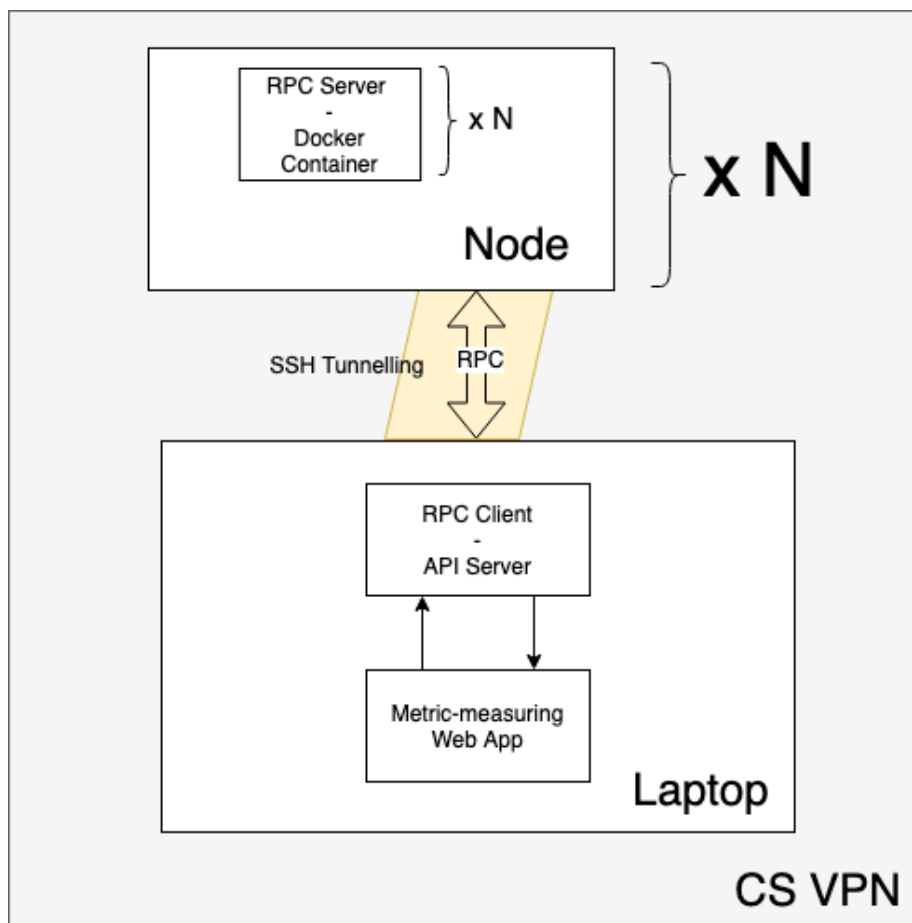 RPC Server
-
Docker
Container
x N
x N
Node
SSH Tunnelling
RPC
RPC Client
-
API Server
Metric-measuring
Web App
Laptop
CS VPN